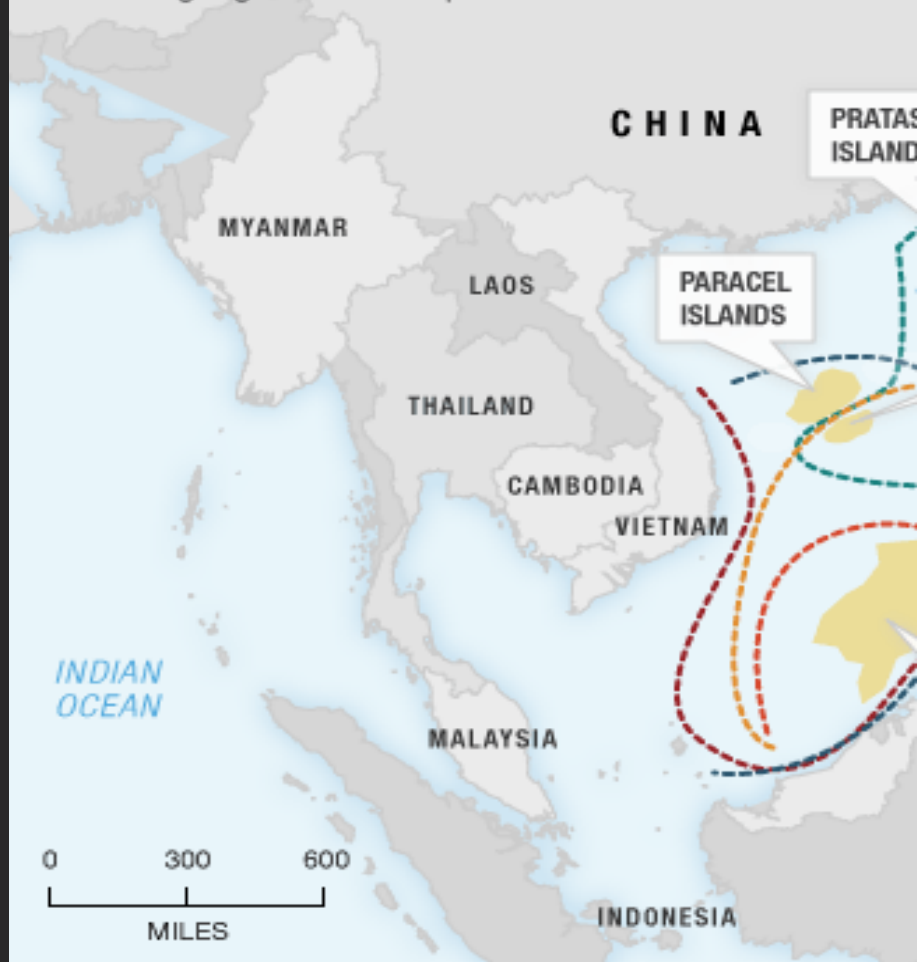 CHINA
PRATAS
ISLAND
MYANMAR
LAOS
PARACEL
ISLANDS
THAILAND
CAMBODIA
VIETNAM
INDIAN
OCEAN
MALAYSIA
0 300 600
MILES
INDONESIA